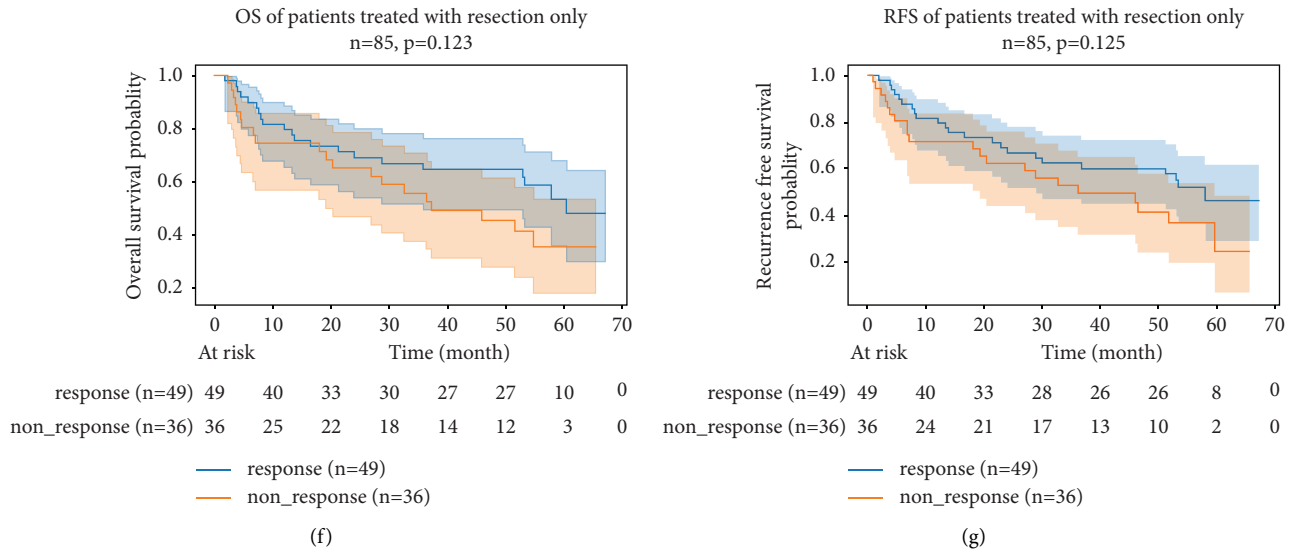 OS of patients treated with resection only
n=85, p=0.123
Overall survival probability
1.0
0.8
0.6
0.4
0.2
0 10 20 30 40 50 60 70
At risk Time (month)
response (n=49) 49 40 33 30 27 27 10 0
non_response (n=36) 36 25 22 18 14 12 3 0
response (n=49)
non_response (n=36)
(f)
RFS of patients treated with resection only
n=85, p=0.125
Recurrence free survival
probablity
1.0
0.8
0.6
0.4
0.2
0 10 20 30 40 50 60 70
At risk Time (month)
response (n=49) 49 40 33 28 26 26 8 0
non_response (n=36) 36 24 21 17 13 10 2 0
response (n=49)
non_response (n=36)
(g)